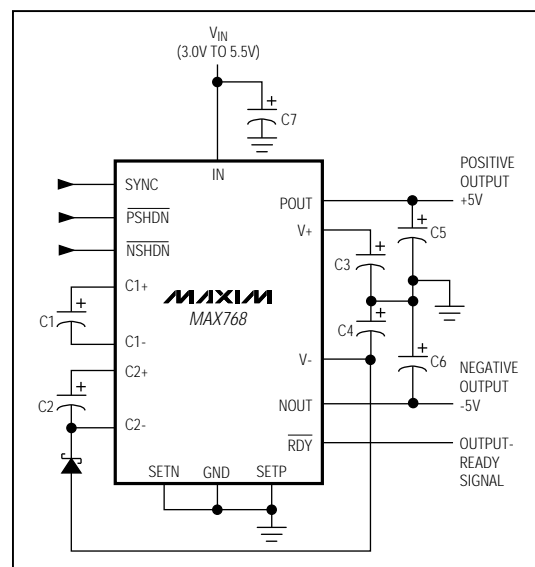 VIN
(3.0V TO 5.5V)
+
C7
IN
SYNC
PSHDN
NSHDN
C1+
+
C1
C1-
C2+
+
C2
C2-
MAXIM
MAX768
POUT
V+
POSITIVE
OUTPUT
+5V
+
C5
+
C3
+
C4
V-
+
C6
NOUT
NEGATIVE
OUTPUT
-5V
RDY
OUTPUT-
READY
SIGNAL
SETN
GND
SETP